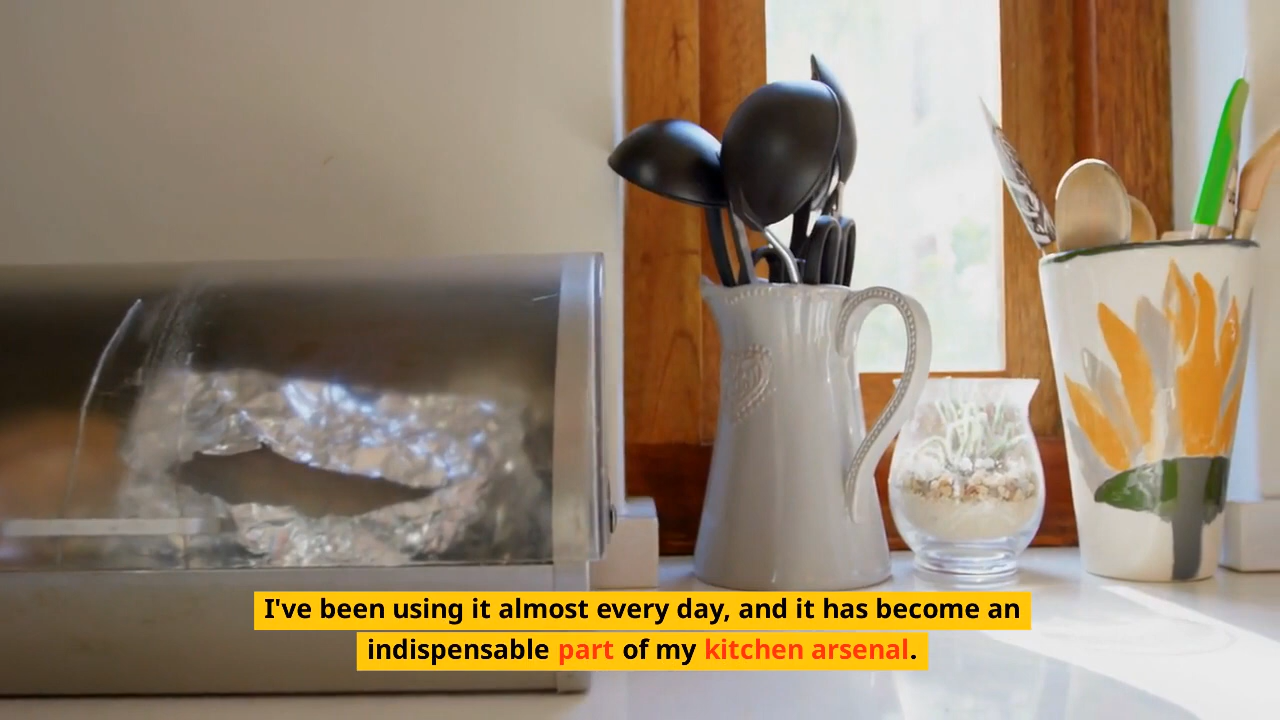 I've been using it almost every day, and it has become an
indispensable part of my kitchen arsenal.